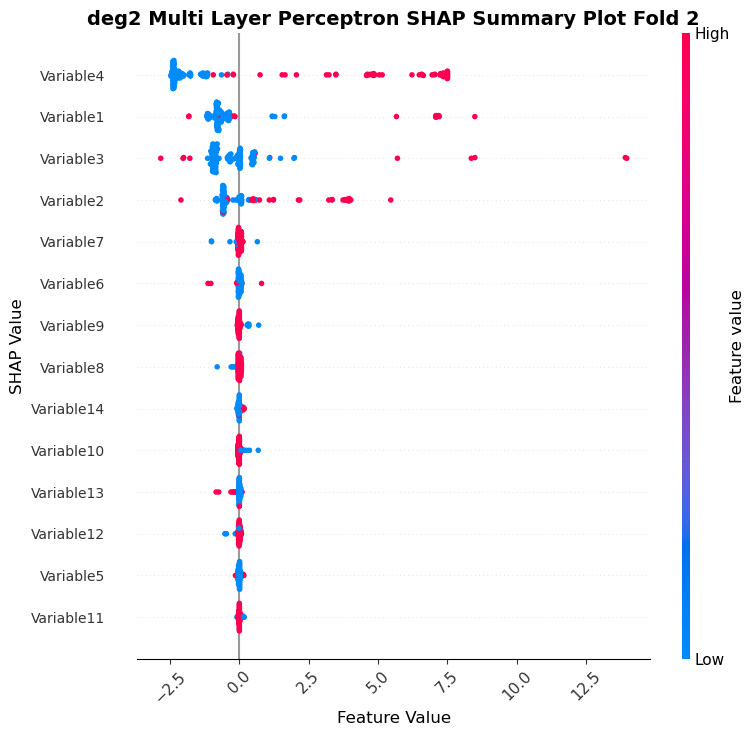 deg2 Multi Layer Perceptron SHAP Summary Plot Fold 2
High
Variable4
Variable1
Variable3
Variable2
Variable7
Variable6
Variable9
Variable8
Variable14
Variable10
Variable13
Variable12
Variable5
Variable11
SHAP Value
Feature value
Low
−2.5
0.0
2.5
5.0
7.5
10.0
12.5
Feature Value